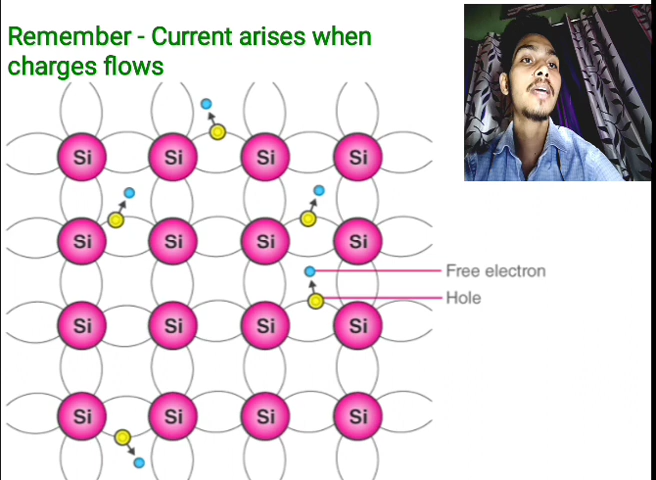 Remember - Current arises when
charges flows
Si Si Si Si
Si Si Si Si
Free electron
Hole
Si Si Si Si
Si Si Si Si